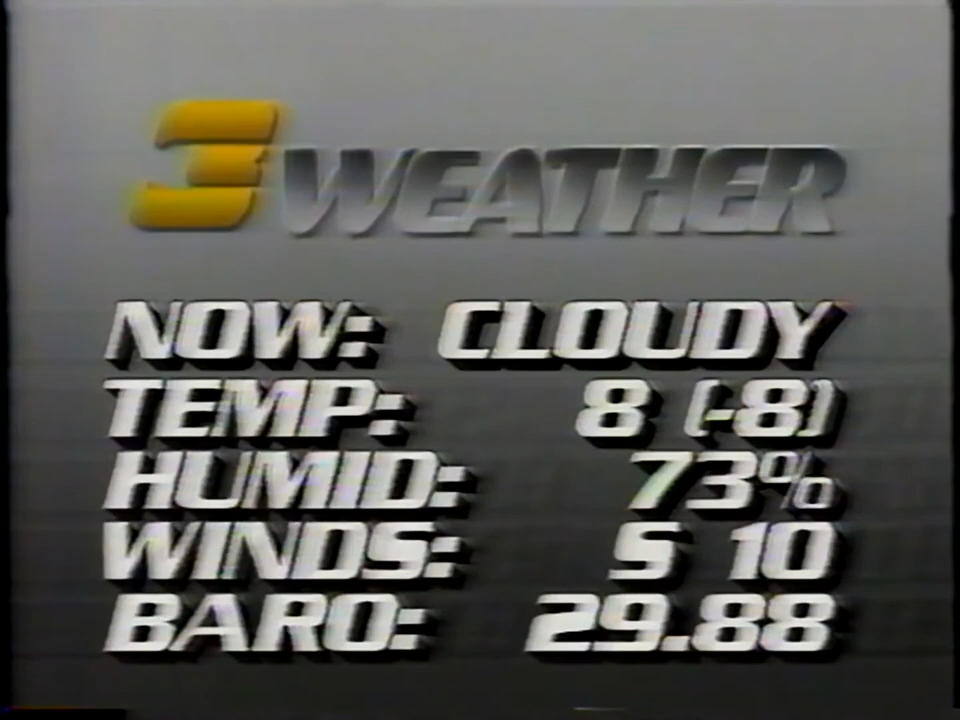 3 WEATHER
NOW: CLOUDY
TEMP: 8 (-8)
HUMID: 73%
WINDS: S 10
BARO: 29.88